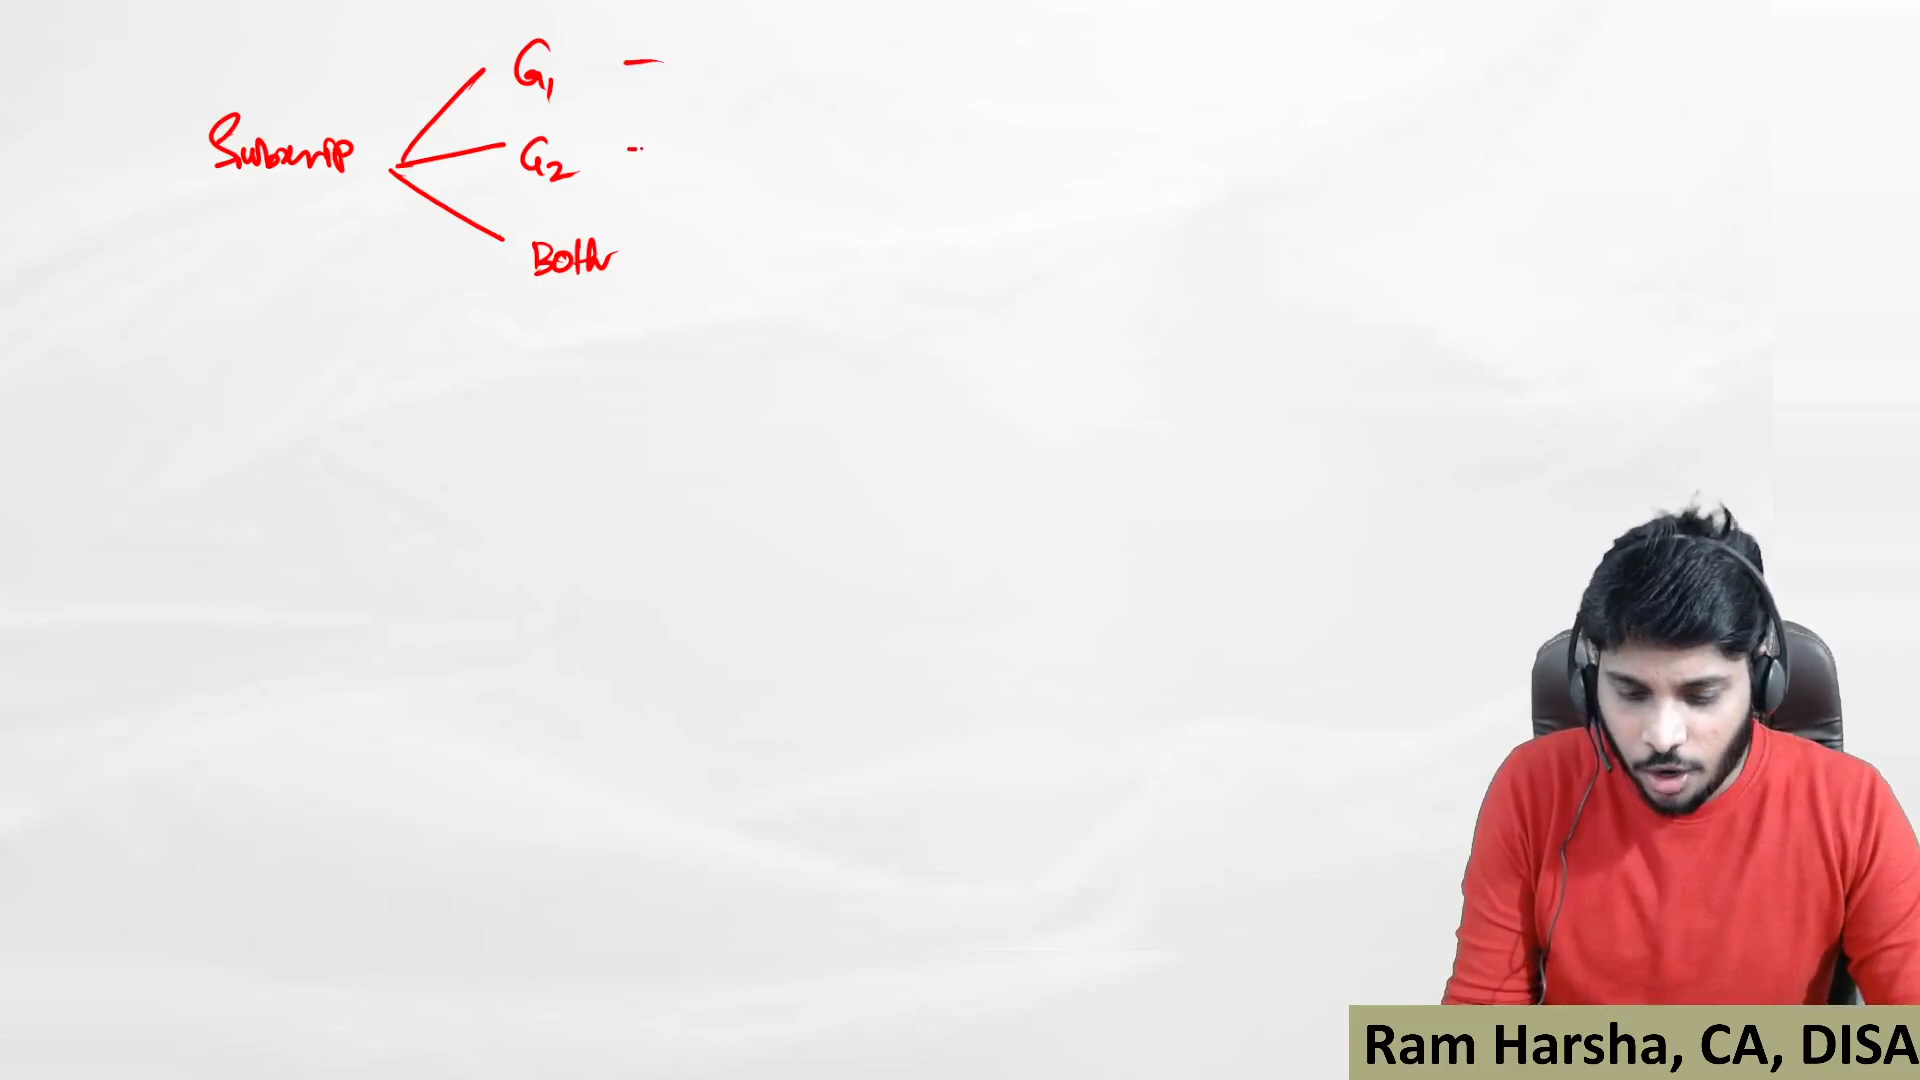 G1 -
Subscrip
G2 -
Both
Ram Harsha, CA, DISA